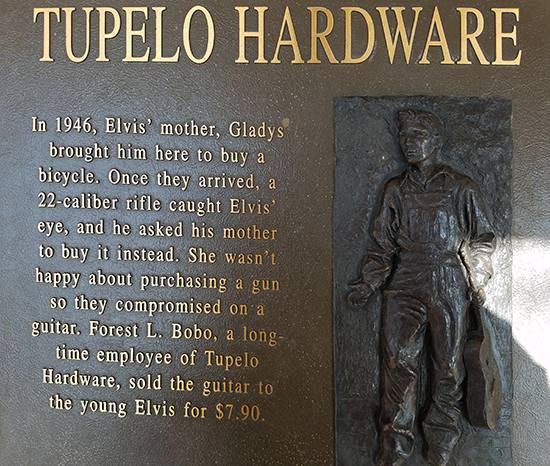 TUPELO HARDWARE
In 1946, Elvis' mother, Gladys
brought him here to buy a
bicycle. Once they arrived, a
22-caliber rifle caught Elvis'
eye, and he asked his mother
to buy it instead. She wasn't
happy about purchasing a gun
so they compromised on a
guitar. Forest L. Bobo, a long-
time employee of Tupelo
Hardware, sold the guitar to
the young Elvis for $7.90.